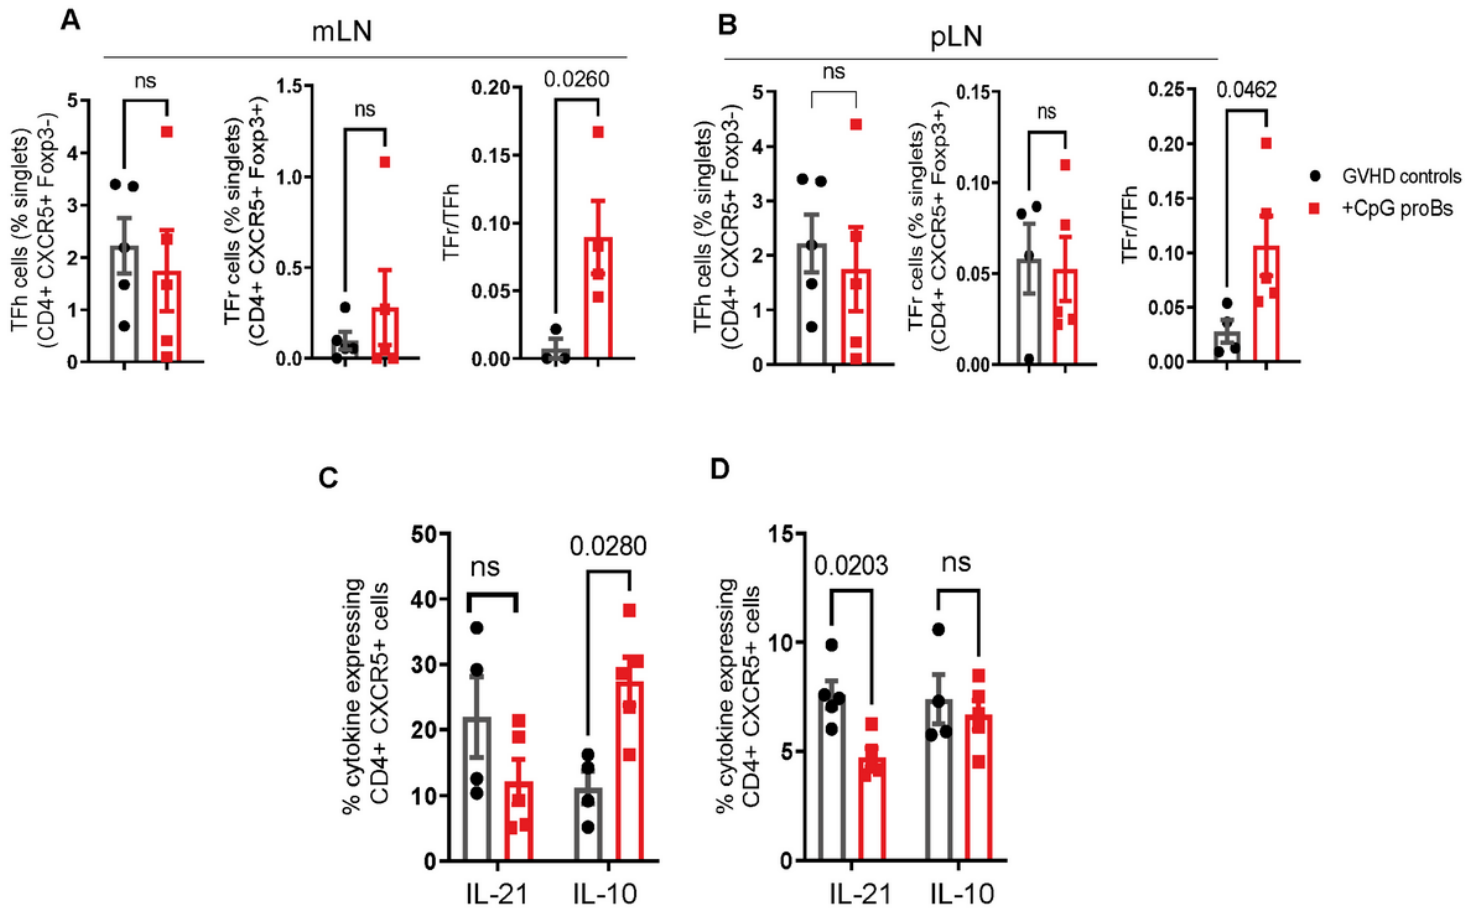 A
mLN
TFh cells (% singlets)
(CD4+ CXCR5+ Foxp3-)
5
4
3
2
1
0
ns
TFr cells (% singlets)
(CD4+ CXCR5+ Foxp3+)
1.5
1.0
0.5
0.0
ns
TFr/TFh
0.20
0.15
0.10
0.05
0.00
0.0260
B
pLN
TFh cells (% singlets)
(CD4+ CXCR5+ Foxp3-)
5
4
3
2
1
0
ns
TFr cells (% singlets)
(CD4+ CXCR5+ Foxp3+)
0.15
0.10
0.05
0.00
ns
TFr/TFh
0.25
0.20
0.15
0.10
0.05
0.00
0.0462
GVHD controls
+CpG proBs
C
% cytokine expressing
CD4+ CXCR5+ cells
50
40
30
20
10
0
ns
0.0280
IL-21
IL-10
D
% cytokine expressing
CD4+ CXCR5+ cells
15
10
5
0
0.0203
ns
IL-21
IL-10